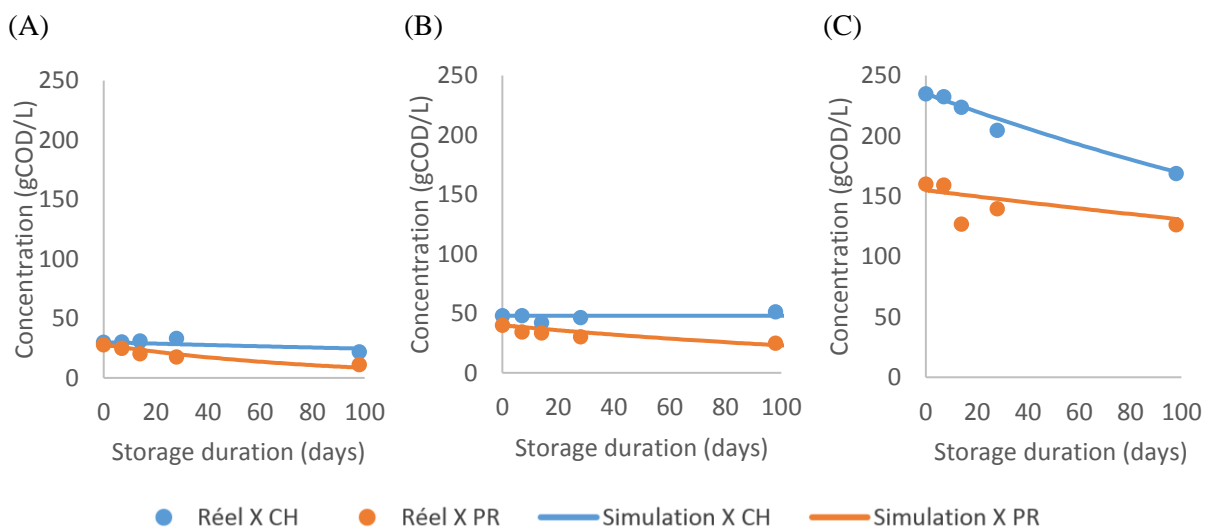 (A)
Concentration (gCOD/L)
250
200
150
100
50
0
0 20 40 60 80 100
Storage duration (days)
(B)
Concentration (gCOD/L)
250
200
150
100
50
0
0 20 40 60 80 100
Storage duration (days)
(C)
Concentration (gCOD/L)
250
200
150
100
50
0
0 20 40 60 80 100
Storage duration (days)
Réel X CH Réel X PR Simulation X CH Simulation X PR